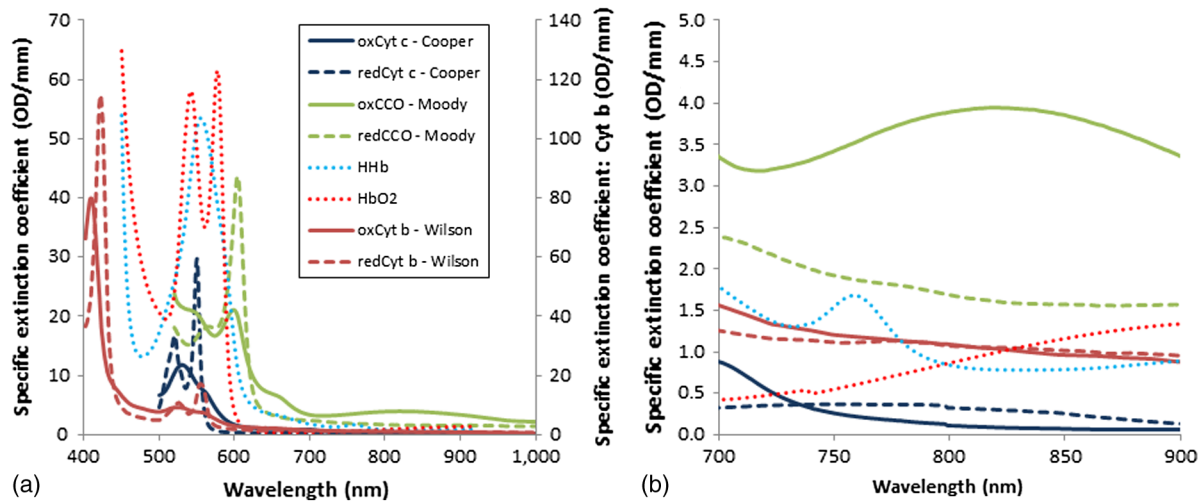 70
60
50
40
30
20
10
0
Specific extinction coefficient (OD/mm)
400
500
600
700
800
900
1,000
Wavelength (nm)
140
120
100
80
60
40
20
0
Specific extinction coefficient: Cyt b (OD/mm)
oxCyt c - Cooper
redCyt c - Cooper
oxCCO - Moody
redCCO - Moody
HHb
HbO2
oxCyt b - Wilson
redCyt b - Wilson
(a)
5.0
4.5
4.0
3.5
3.0
2.5
2.0
1.5
1.0
0.5
0.0
Specific extinction coefficient (OD/mm)
700
750
800
850
900
Wavelength (nm)
(b)